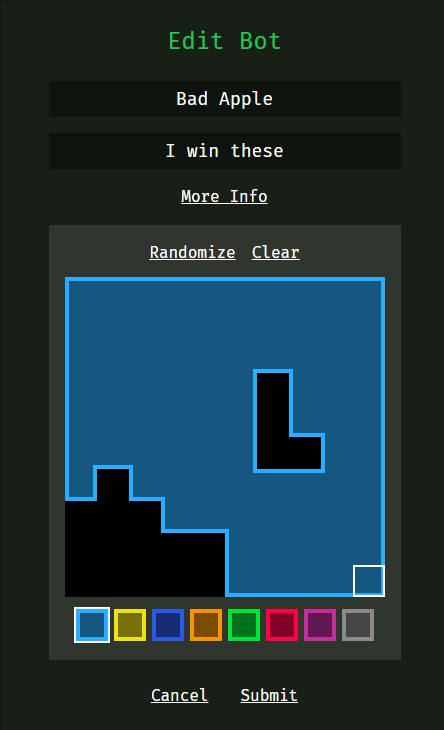 Edit Bot
Bad Apple
I win these
More Info
Randomize Clear
Cancel Submit